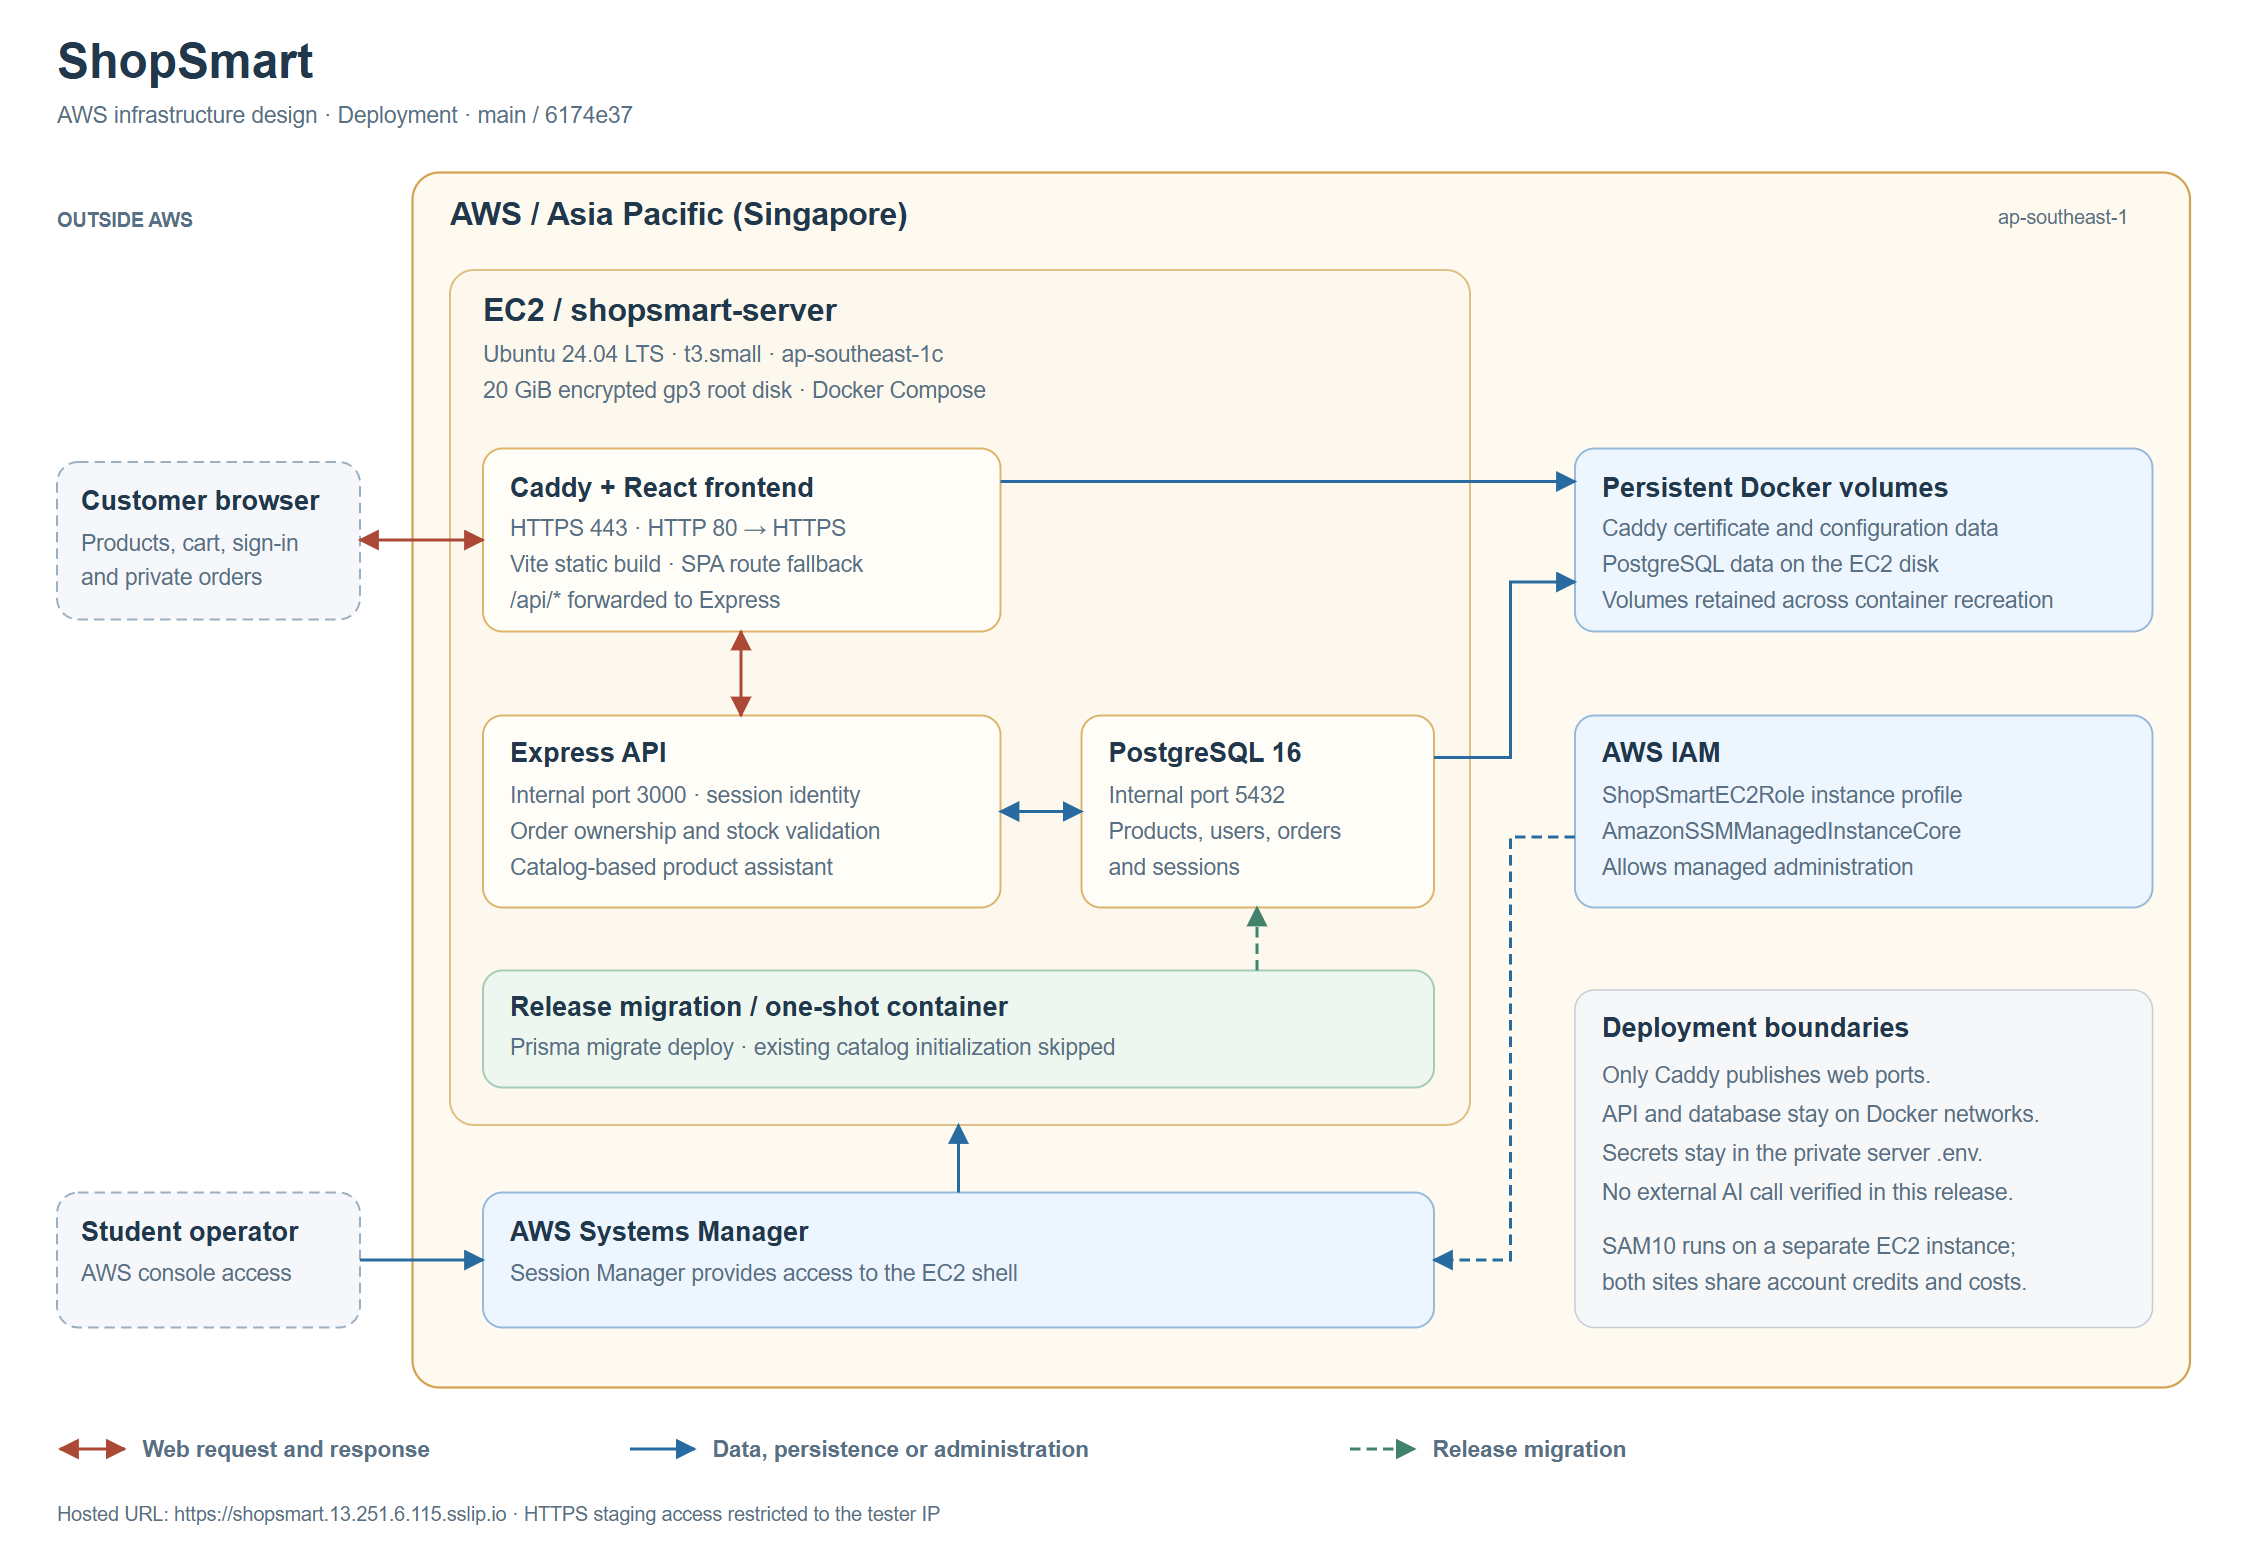 ShopSmart
AWS infrastructure design · Deployment · main / 6174e37
OUTSIDE AWS
AWS / Asia Pacific (Singapore)
ap-southeast-1
EC2 / shopsmart-server
Ubuntu 24.04 LTS · t3.small · ap-southeast-1c
20 GiB encrypted gp3 root disk · Docker Compose
Customer browser
Products, cart, sign-in
and private orders
Caddy + React frontend
HTTPS 443 · HTTP 80 → HTTPS
Vite static build · SPA route fallback
/api/* forwarded to Express
Persistent Docker volumes
Caddy certificate and configuration data
PostgreSQL data on the EC2 disk
Volumes retained across container recreation
Express API
Internal port 3000 · session identity
Order ownership and stock validation
Catalog-based product assistant
PostgreSQL 16
Internal port 5432
Products, users, orders
and sessions
AWS IAM
ShopSmartEC2Role instance profile
AmazonSSMManagedInstanceCore
Allows managed administration
Release migration / one-shot container
Prisma migrate deploy · existing catalog initialization skipped
Deployment boundaries
Only Caddy publishes web ports.
API and database stay on Docker networks.
Secrets stay in the private server .env.
No external AI call verified in this release.
SAM10 runs on a separate EC2 instance;
both sites share account credits and costs.
Student operator
AWS console access
AWS Systems Manager
Session Manager provides access to the EC2 shell
Web request and response
Data, persistence or administration
Release migration
Hosted URL: https://shopsmart.13.251.6.115.sslip.io · HTTPS staging access restricted to the tester IP